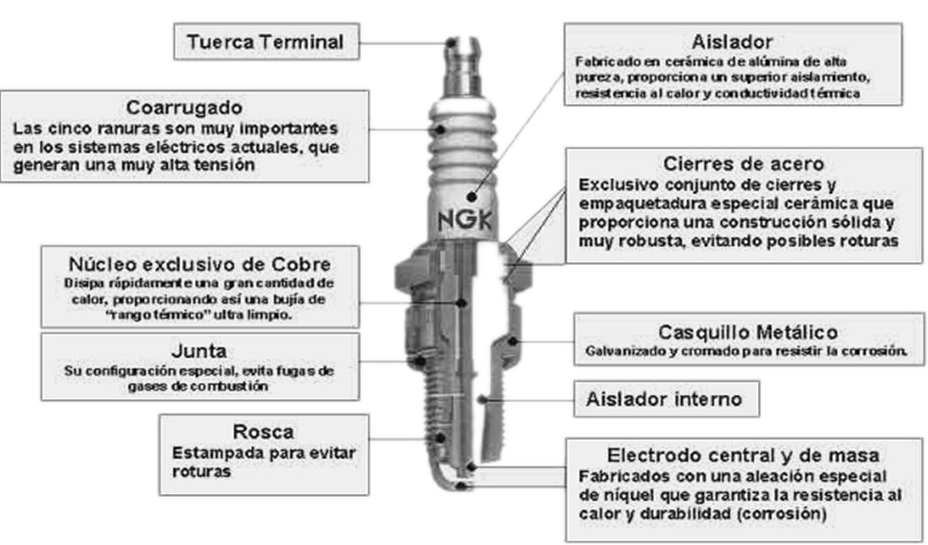 Tuerca Terminal
Coarrugado
Las cinco ranuras son muy importantes
en los sistemas eléctricos actuales, que
generan una muy alta tensión
Núcleo exclusivo de Cobre
Disipa rápidamente una gran cantidad de
calor, proporcionando así una bujía de
“rango térmico” ultra limpio.
Junta
Su configuración especial, evita fugas de
gases de combustión
Rosca
Estampada para evitar
roturas
NGK
Aislador
Fabricado en cerámica de alúmina de alta
pureza, proporciona un superior aislamiento,
resistencia al calor y conductividad térmica
Cierres de acero
Exclusivo conjunto de cierres y
empaquetadura especial cerámica que
proporciona una construcción sólida y
muy robusta, evitando posibles roturas
Casquillo Metálico
Galvanizado y cromado para resistir la corrosión.
Aislador interno
Electrodo central y de masa
Fabricados con una aleación especial
de níquel que garantiza la resistencia al
calor y durabilidad (corrosión)